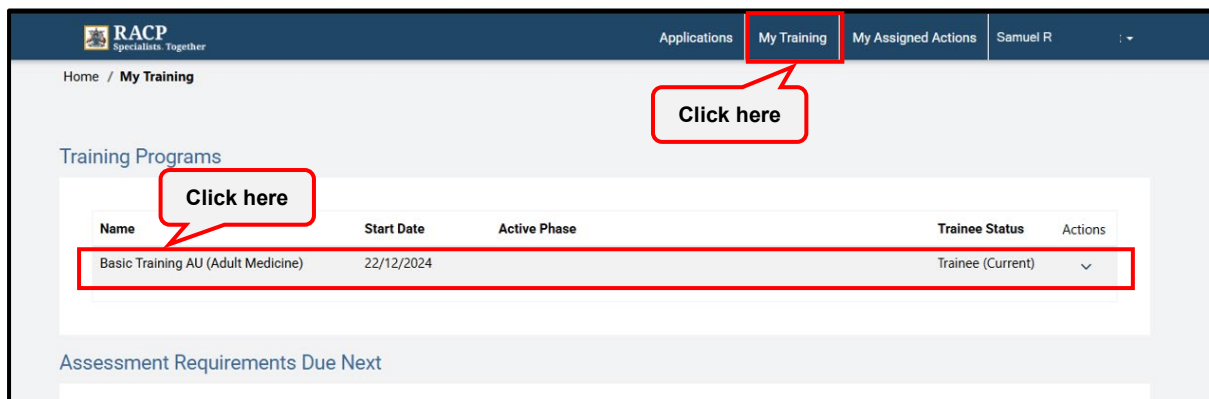 RACP
Specialists. Together
Applications My Training My Assigned Actions Samuel R
Home / My Training
Click here
Training Programs
Click here
Name Start Date Active Phase Trainee Status Actions
Basic Training AU (Adult Medicine) 22/12/2024 Trainee (Current)
Assessment Requirements Due Next